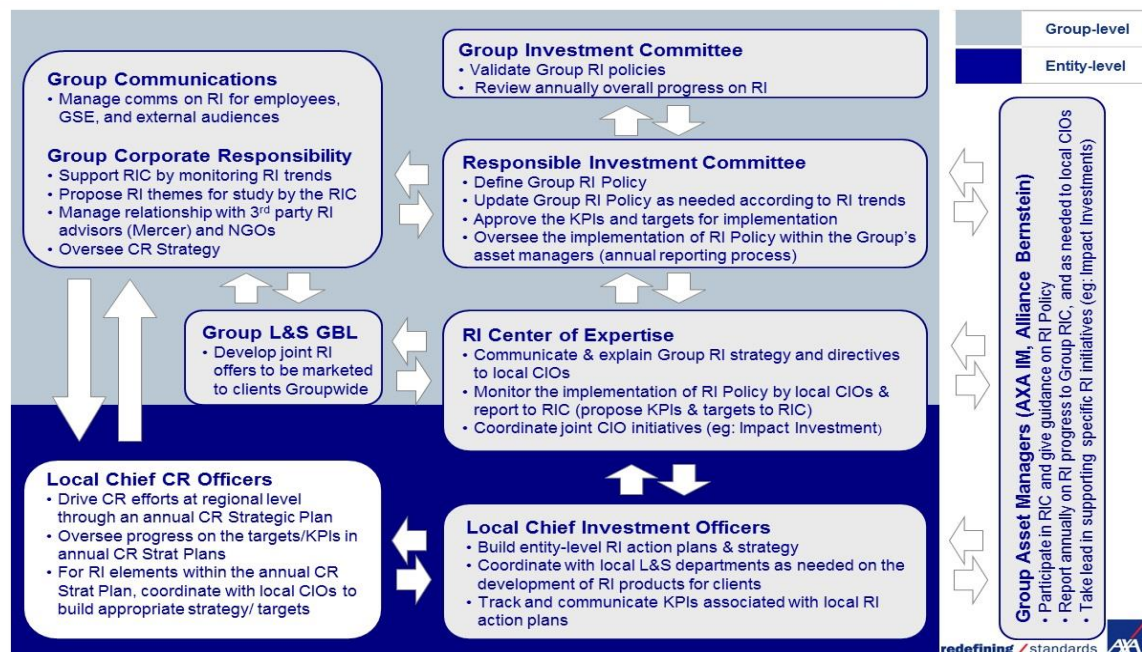 Group Communications
• Manage comms on RI for employees,
GSE, and external audiences
Group Corporate Responsibility
• Support RIC by monitoring RI trends
• Propose RI themes for study by the RIC
• Manage relationship with 3rd party RI
advisors (Mercer) and NGOs
• Oversee CR Strategy
Group Investment Committee
• Validate Group RI policies
• Review annually overall progress on RI
Responsible Investment Committee
• Define Group RI Policy
• Update Group RI Policy as needed according to RI trends
• Approve the KPIs and targets for implementation
• Oversee the implementation of RI Policy within the Group's
asset managers (annual reporting process)
Group L&S GBL
• Develop joint RI
offers to be marketed
to clients Groupwide
RI Center of Expertise
• Communicate & explain Group RI strategy and directives
to local CIOs
• Monitor the implementation of RI Policy by local CIOs &
report to RIC (propose KPIs & targets to RIC)
• Coordinate joint CIO initiatives (eg: Impact Investment)
Local Chief CR Officers
• Drive CR efforts at regional level
through an annual CR Strategic Plan
• Oversee progress on the targets/KPIs in
annual CR Strat Plans
• For RI elements within the annual CR
Strat Plan, coordinate with local CIOs to
build appropriate strategy/ targets
Local Chief Investment Officers
• Build entity-level RI action plans & strategy
• Coordinate with local L&S departments as needed on the
development of RI products for clients
• Track and communicate KPIs associated with local RI
action plans
Group-level
Entity-level
Group Asset Managers (AXA IM, Alliance Bernstein)
• Participate in RIC and give guidance on RI Policy
• Report annually on RI progress to Group RIC, and as needed to local CIOs
• Take lead in supporting specific RI initiatives (eg: Impact Investments)
redefining / standards
AXA